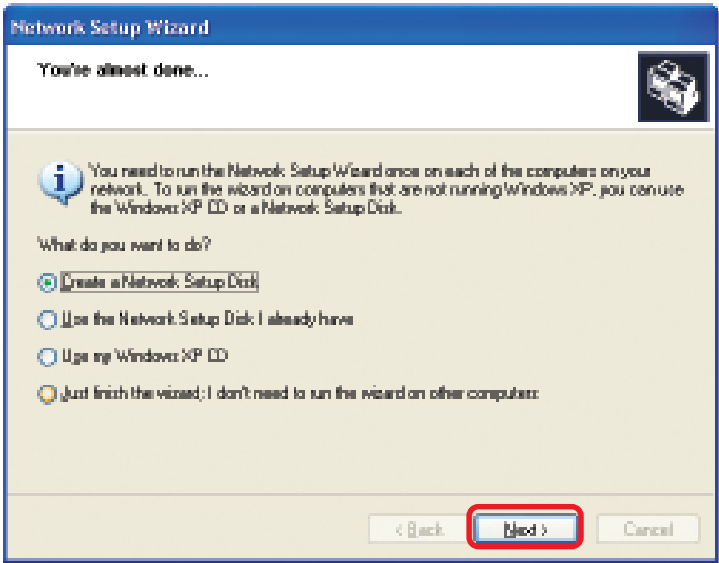 Network Setup Wizard
You're almost done...
You need to run the Network Setup Wizard once on each of the computers on your
network. To run the wizard on computers that are not running Windows XP, you can use
the Windows XP CD or a Network Setup Disk.
What do you want to do?
Create a Network Setup Disk
Use the Network Setup Disk I already have
Use my Windows XP CD
Just finish the wizard; I don't need to run the wizard on other computers
< Back
Next >
Cancel